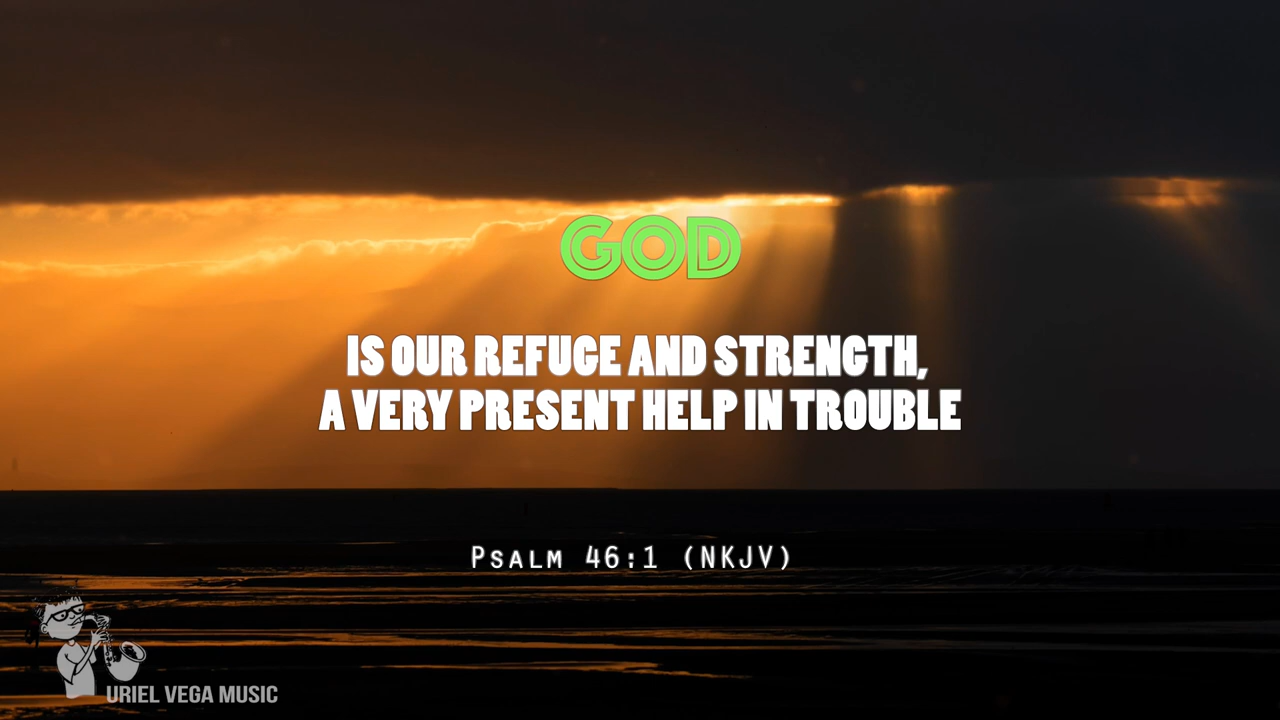 GOD
IS OUR REFUGE AND STRENGTH,
A VERY PRESENT HELP IN TROUBLE
Psalm 46:1 (NKJV)
URIEL VEGA MUSIC